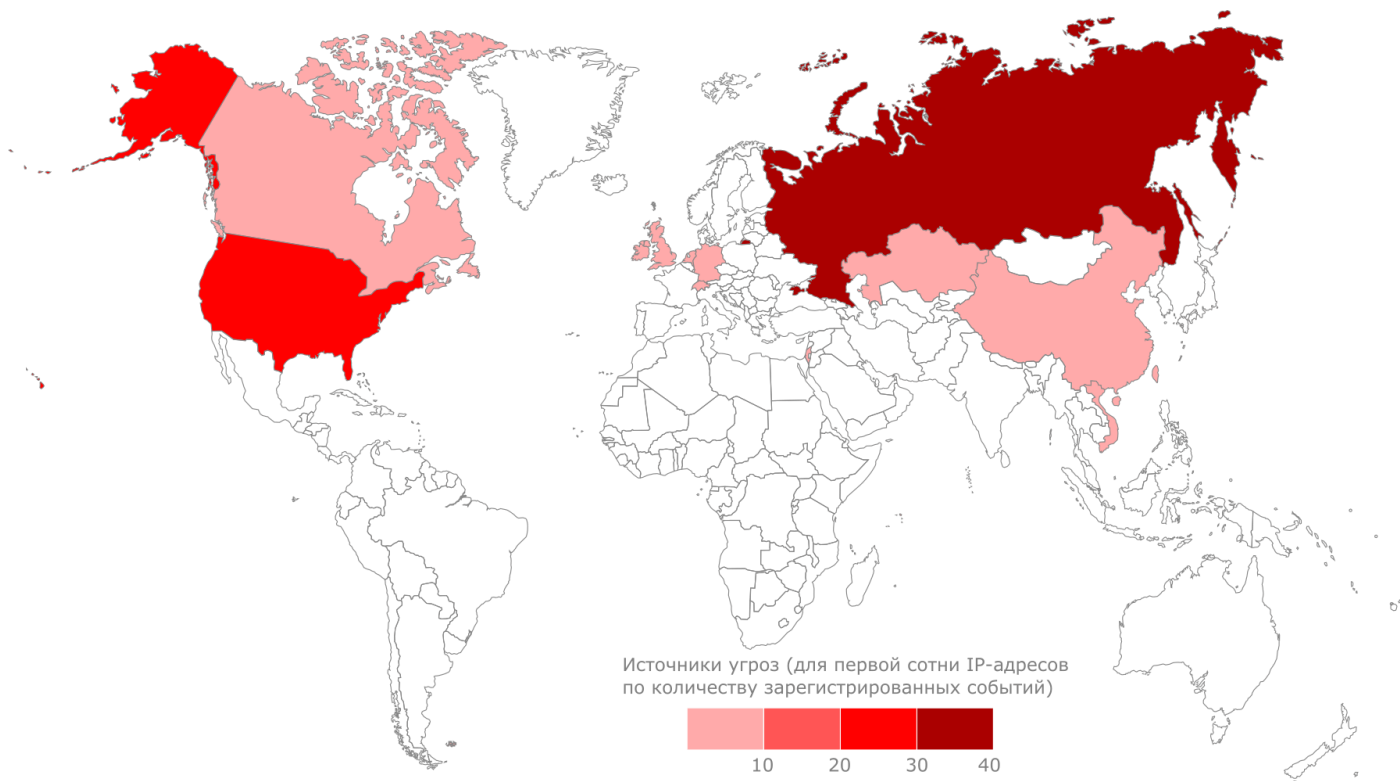 Источники угроз (для первой сотни IP-адресов
по количеству зарегистрированных событий)
10 20 30 40